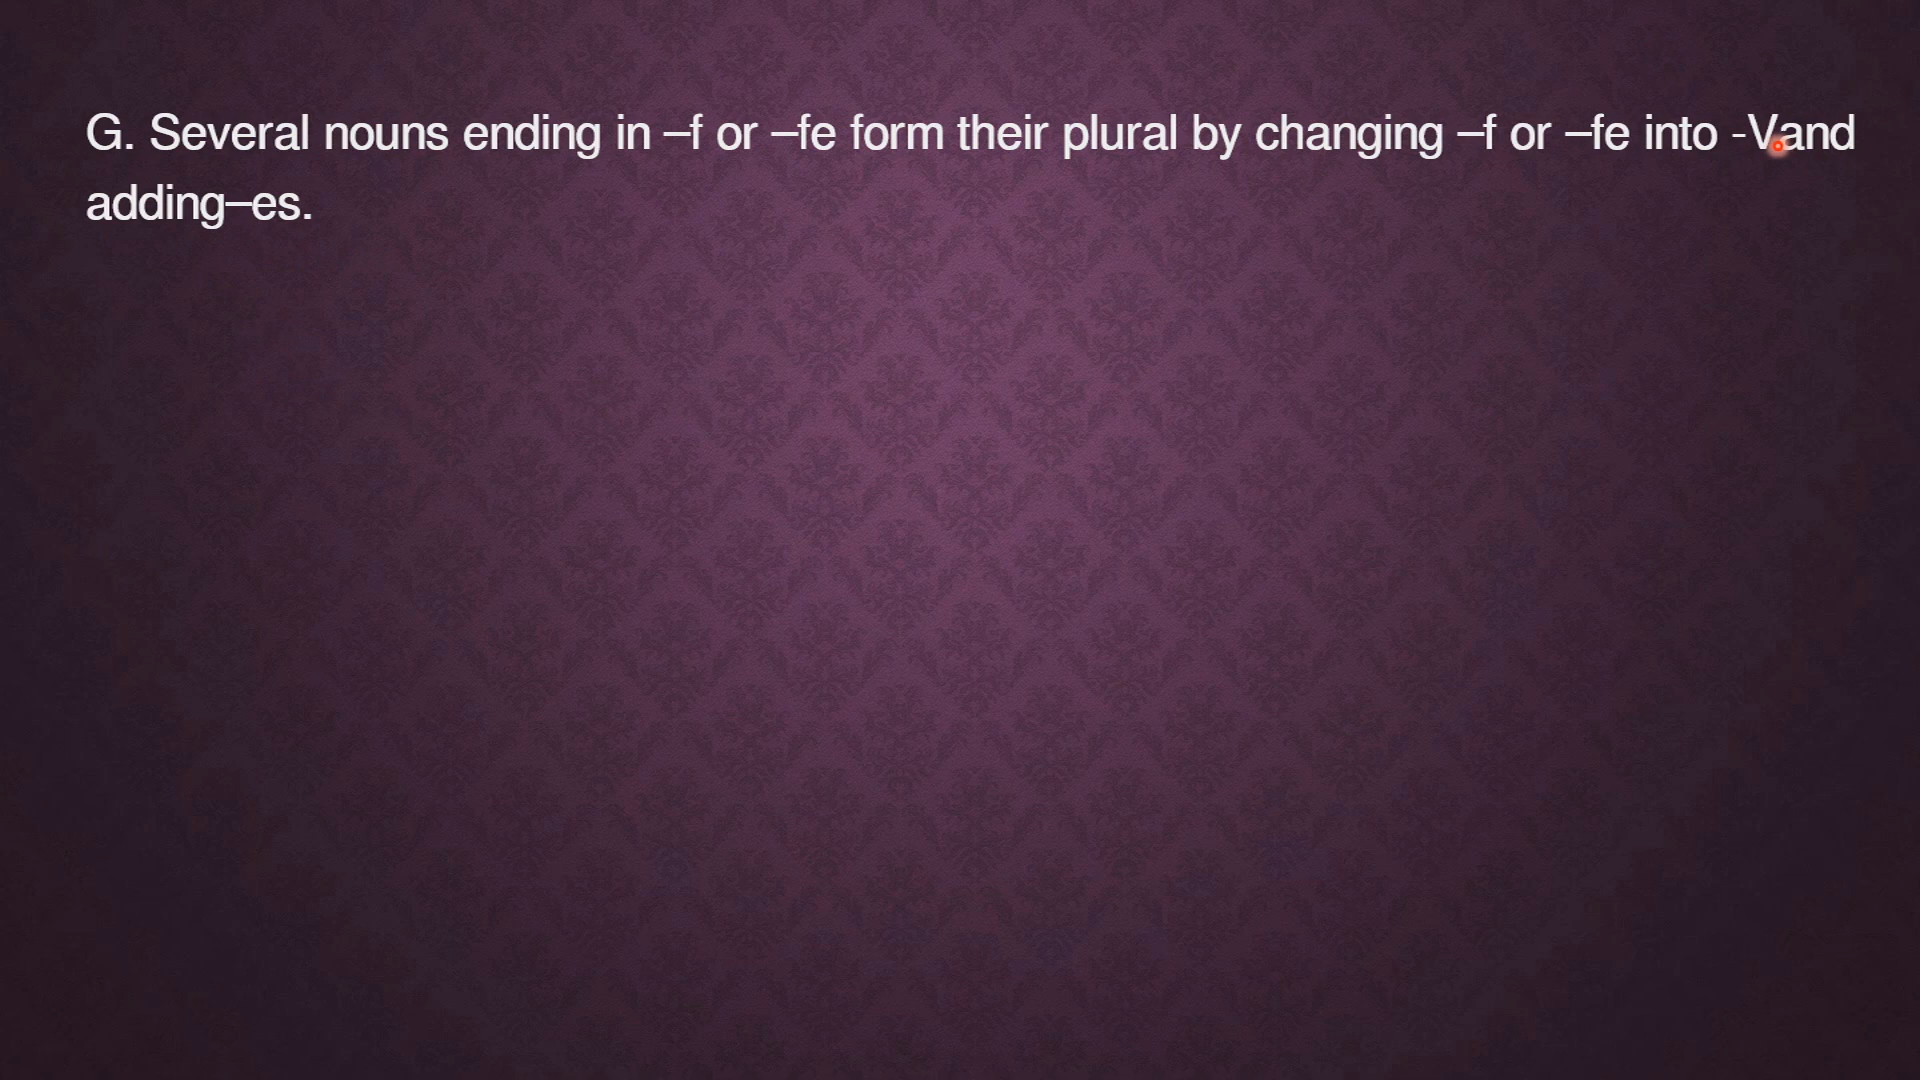 G. Several nouns ending in –f or –fe form their plural by changing –f or –fe into -Vand
adding–es.